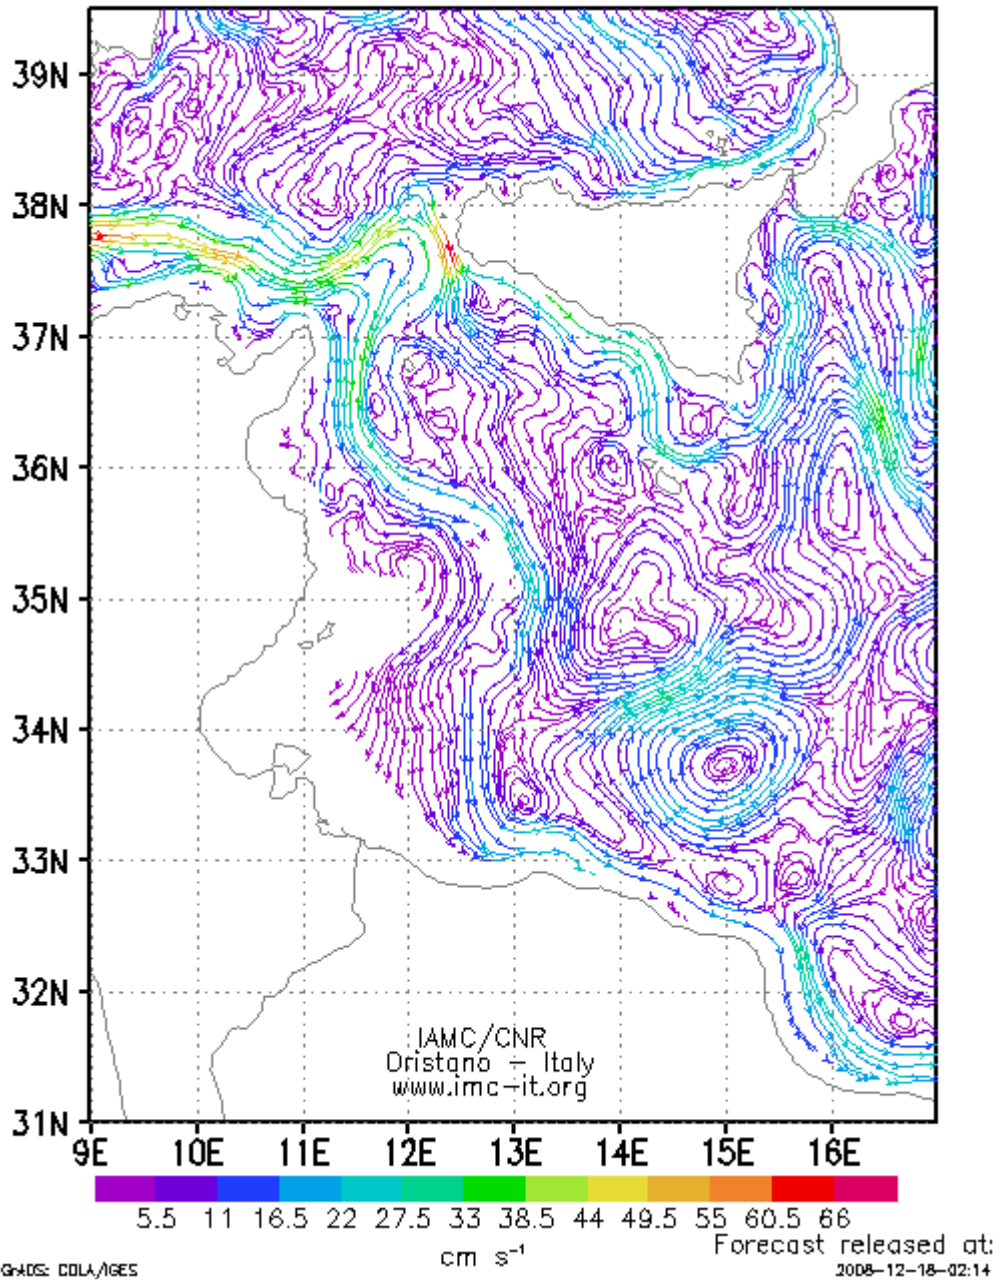 39N
38N
37N
36N
35N
34N
33N
32N
31N
IAMC/CNR
Oristano - Italy
www.imc-it.org
9E 10E 11E 12E 13E 14E 15E 16E
5.5 11 16.5 22 27.5 33 38.5 44 49.5 55 60.5 66
cm s⁻¹
Forecast released at:
GrADS: COLA/IGES
2008-12-18-02:14